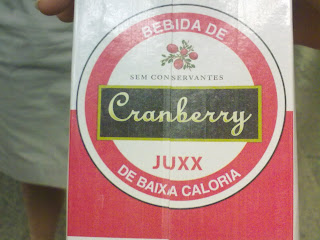 BEBIDA DE
SEM CONSERVANTES
Cranberry
JUXX
DE BAIXA CALORIA